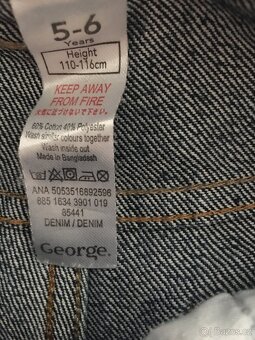 5-6
Years
Height
110-116cm
KEEP AWAY
FROM FIRE
60% Cotton 40% Polyester
Wash similar colours together
Wash inside out
Made in Bangladesh
ANA 5053516892596
685 1634 3901 019
85441
DENIM / DENIM
George.